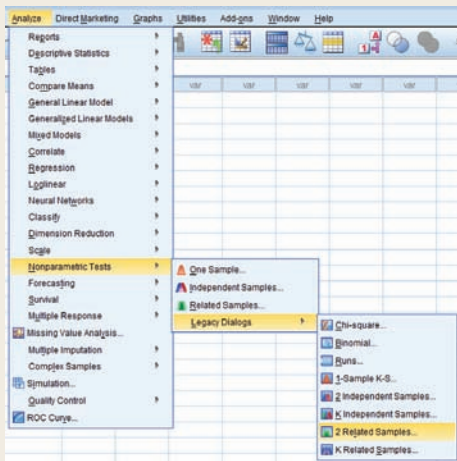 Analyze Direct Marketing Graphs Utilities Add-ons Window Help
Reports
Descriptive Statistics
Tables
Compare Means
General Linear Model
Generalized Linear Models
Mixed Models
Correlate
Regression
Loglinear
Neural Networks
Classify
Dimension Reduction
Scale
Nonparametric Tests
Forecasting
Survival
Multiple Response
Missing Value Analysis...
Multiple Imputation
Complex Samples
Simulation...
Quality Control
ROC Curve...
var var var var var var
One Sample...
Independent Samples...
Related Samples...
Legacy Dialogs
Chi-square...
Binomial...
Runs...
1-Sample K-S...
2 Independent Samples...
K Independent Samples...
2 Related Samples...
K Related Samples...